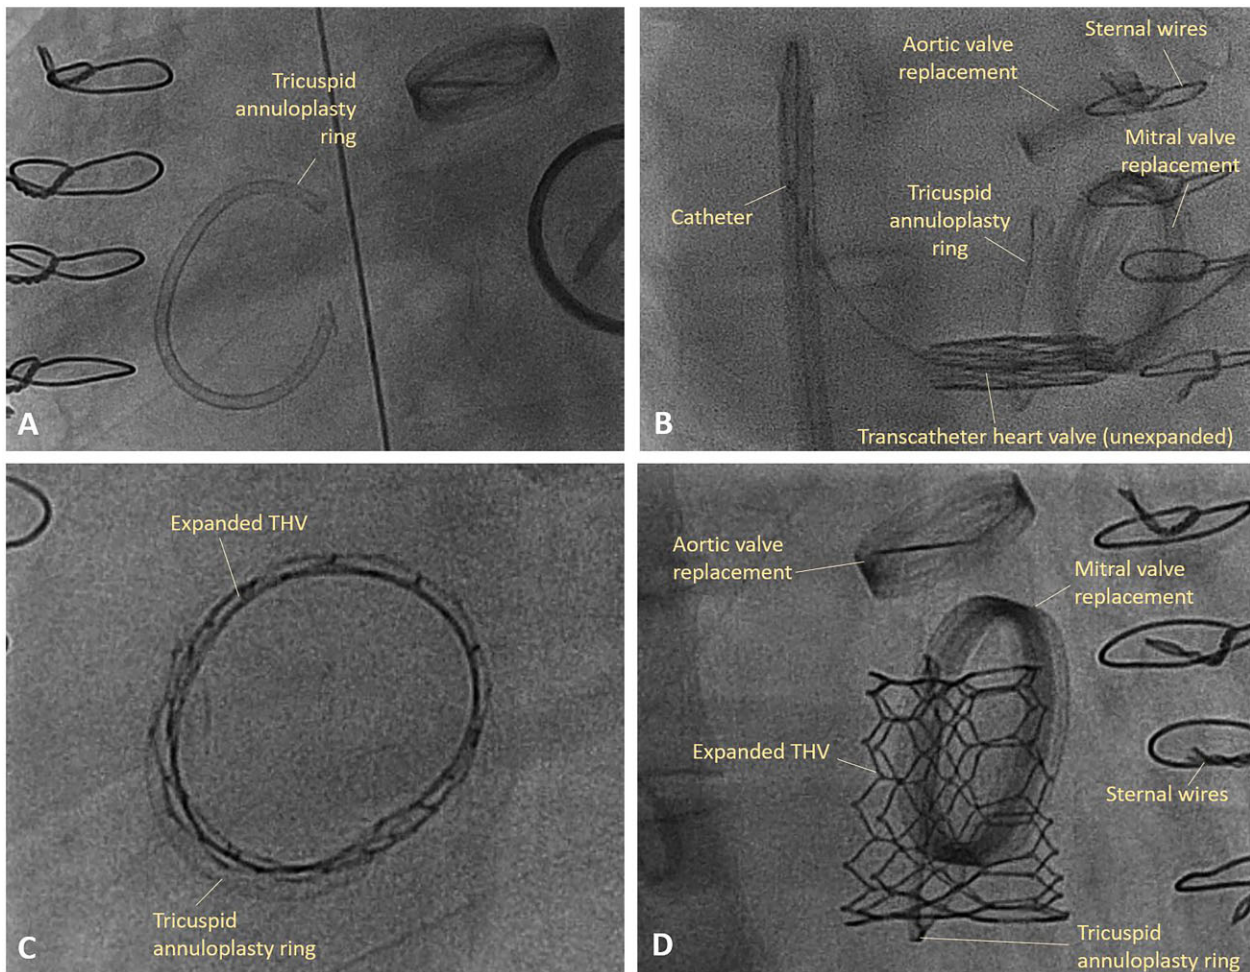 Tricuspid
annuloplasty
ring
A
Sternal wires
Aortic valve
replacement
Mitral valve
replacement
Tricuspid
annuloplasty
ring
Catheter
Transcatheter heart valve (unexpanded)
B
Expanded THV
Tricuspid
annuloplasty ring
C
Aortic valve
replacement
Mitral valve
replacement
Expanded THV
Sternal wires
Tricuspid
annuloplasty ring
D